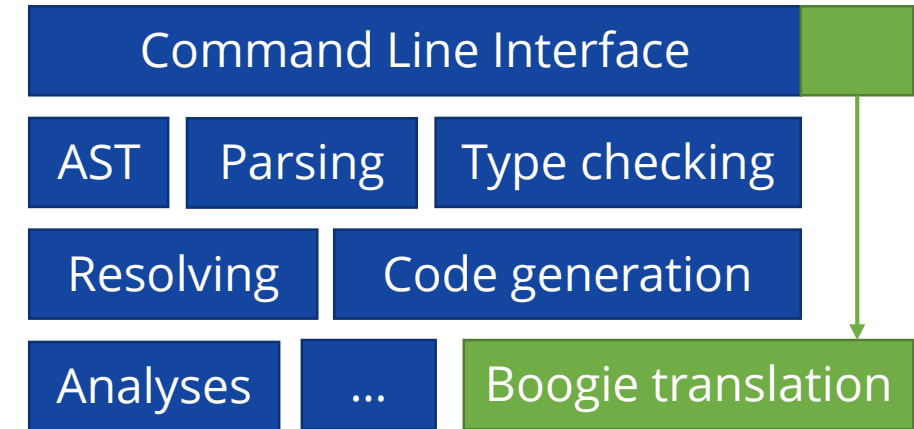 Command Line Interface
AST Parsing Type checking
Resolving Code generation
Analyses ... Boogie translation